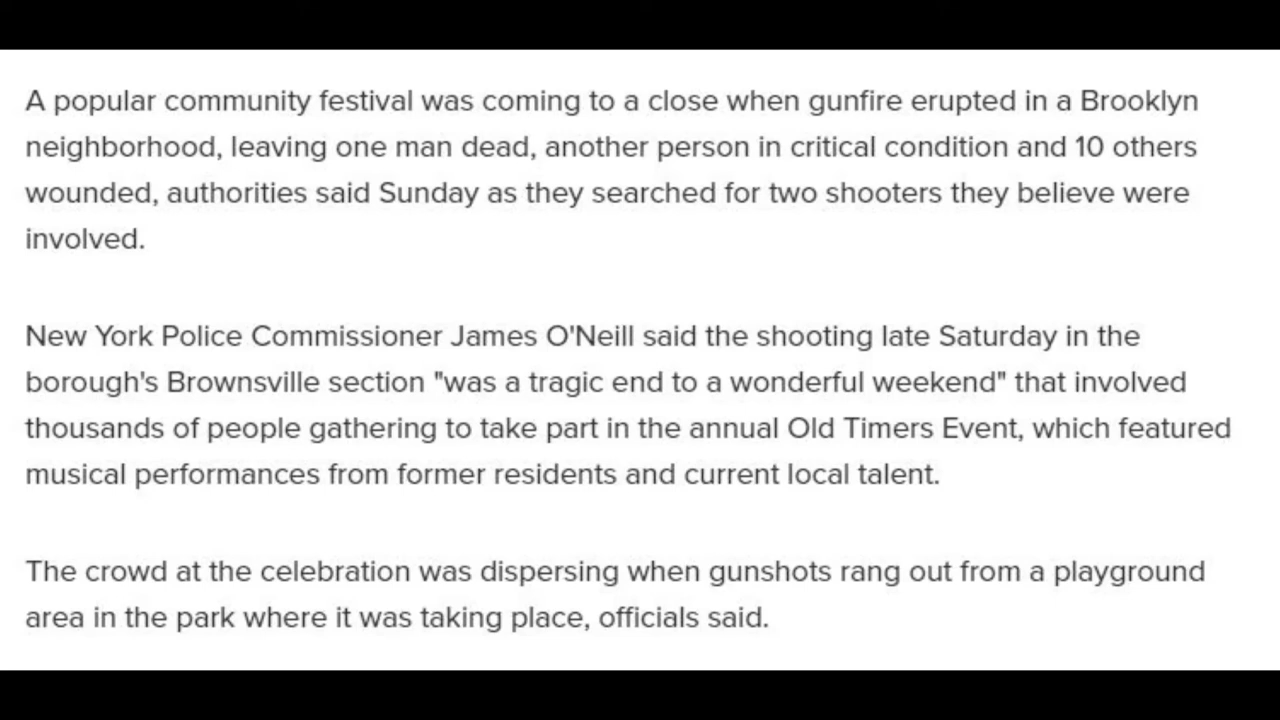 A popular community festival was coming to a close when gunfire erupted in a Brooklyn
neighborhood, leaving one man dead, another person in critical condition and 10 others
wounded, authorities said Sunday as they searched for two shooters they believe were
involved.
New York Police Commissioner James O'Neill said the shooting late Saturday in the
borough's Brownsville section "was a tragic end to a wonderful weekend" that involved
thousands of people gathering to take part in the annual Old Timers Event, which featured
musical performances from former residents and current local talent.
The crowd at the celebration was dispersing when gunshots rang out from a playground
area in the park where it was taking place, officials said.